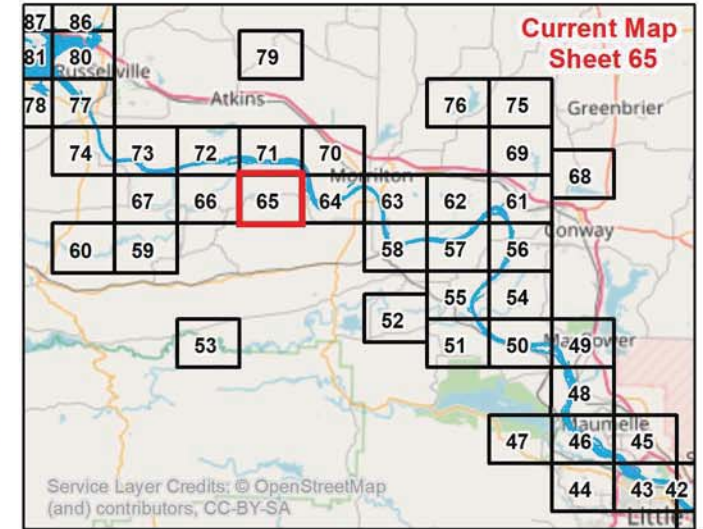 87 86
Current Map
Sheet 65
81 80 79
Russellville
78 77 Atkins 76 75 Greenbrier
74 73 72 71 70 69 68
Morrilton
67 66 65 64 63 62 61
Conway
60 59 58 57 56
55 54
53 52 51 50 49
48
Maumelle
47 46 45
Service Layer Credits: © OpenStreetMap
(and) contributors, CC-BY-SA
44 43 42
Little